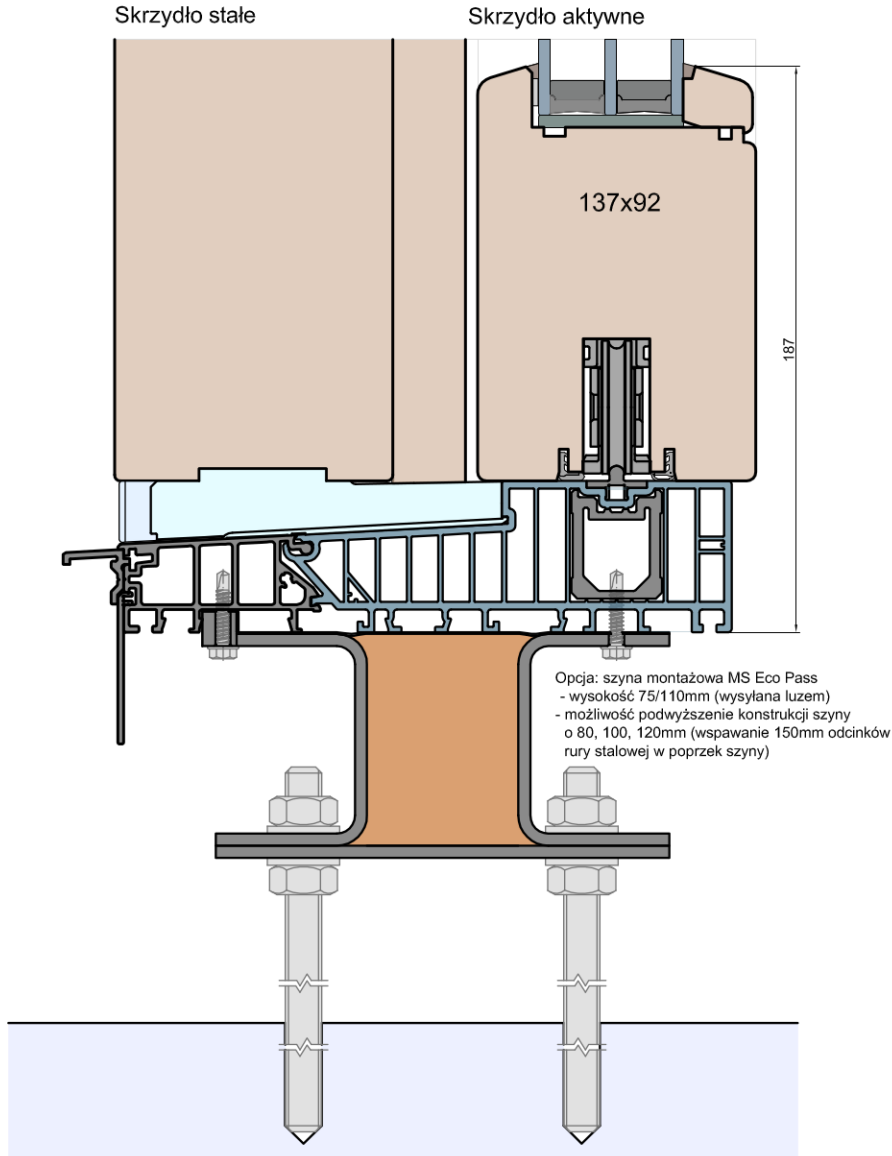 Skrzydło stałe
Skrzydło aktywne
137x92
187
Opcja: szyna montażowa MS Eco Pass
- wysokość 75/110mm (wysyłana luzem)
- możliwość podwyższenie konstrukcji szyny
o 80, 100, 120mm (wspawanie 150mm odcinków
rury stalowej w poprzek szyny)